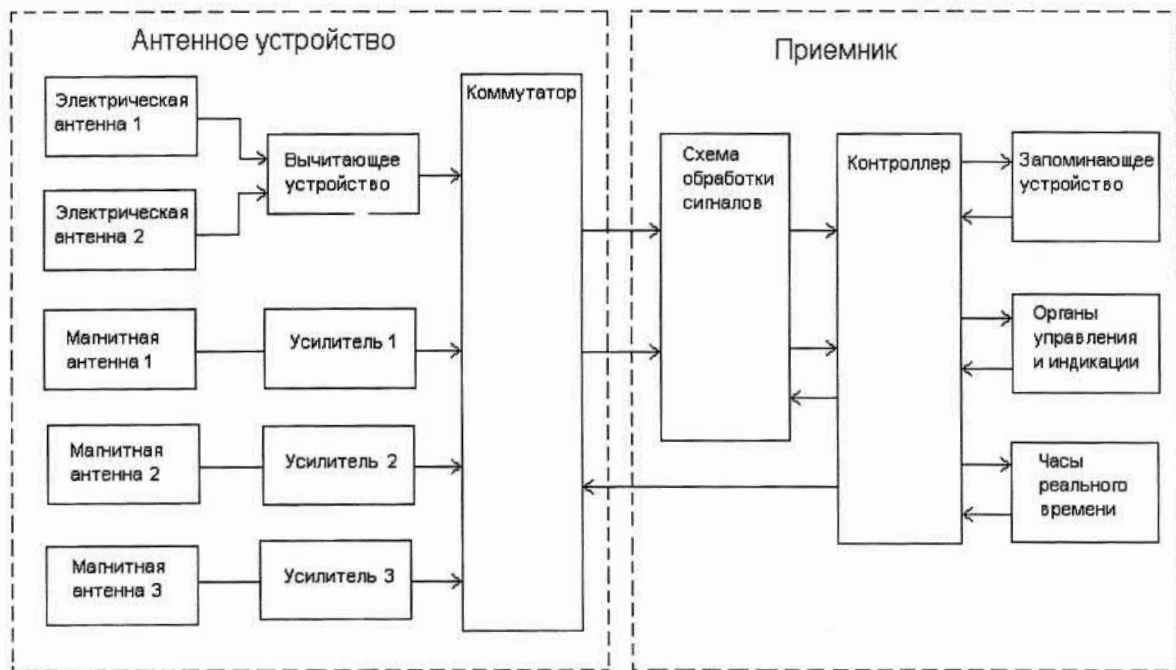 Антенное устройство
Приемник
Электрическая
антенна 1
Электрическая
антенна 2
Вычитающее
устройство
Коммутатор
Магнитная
антенна 1
Усилитель 1
Магнитная
антенна 2
Усилитель 2
Магнитная
антенна 3
Усилитель 3
Схема
обработки
сигналов
Контроллер
Запоминающее
устройство
Органы
управления
и индикации
Часы
реального
времени